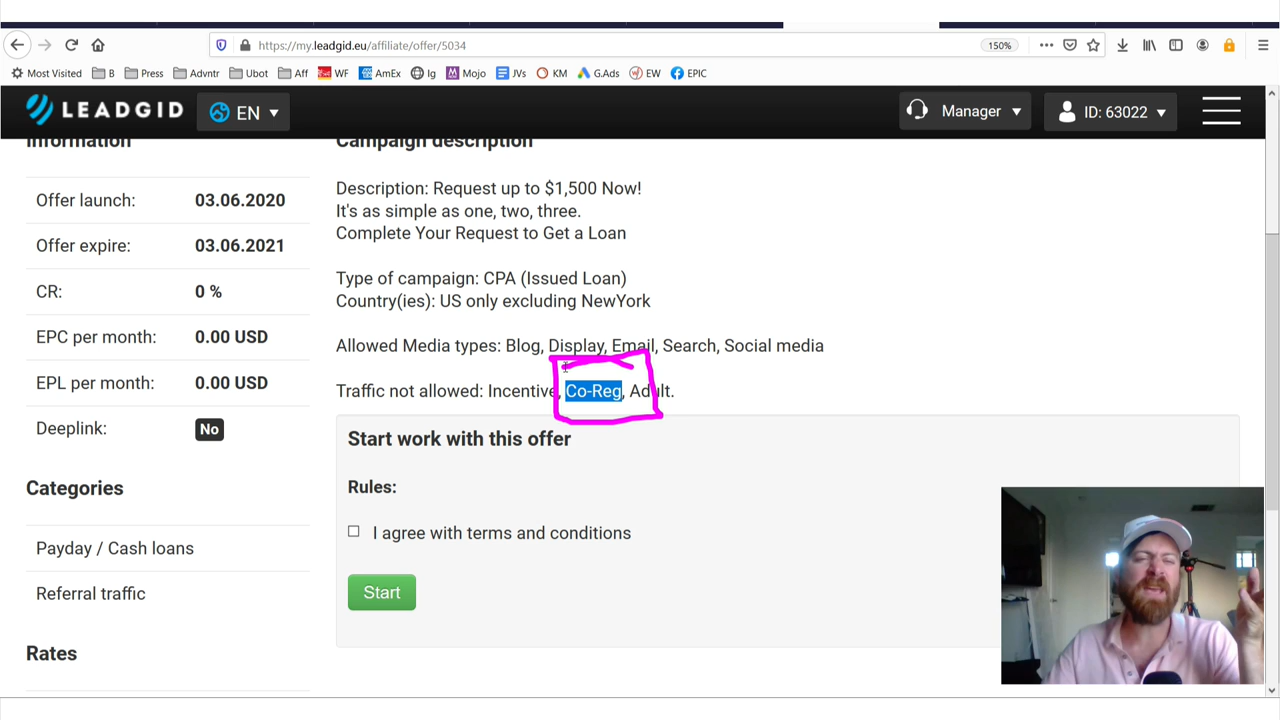 https://my.leadgid.eu/affiliate/offer/5034
150%
Most Visited B Press Advntr Ubot Aff WF AmEx Ig Mojo JVs KM G.Ads EW EPIC
LEADGID EN Manager ID: 63022
Information
Campaign description
Offer launch: 03.06.2020
Offer expire: 03.06.2021
CR: 0 %
EPC per month: 0.00 USD
EPL per month: 0.00 USD
Deeplink: No
Categories
Payday / Cash loans
Referral traffic
Rates
Description: Request up to $1,500 Now!
It's as simple as one, two, three.
Complete Your Request to Get a Loan
Type of campaign: CPA (Issued Loan)
Country(ies): US only excluding NewYork
Allowed Media types: Blog, Display, Email, Search, Social media
Traffic not allowed: Incentive, Co-Reg, Adult.
Start work with this offer
Rules:
I agree with terms and conditions
Start